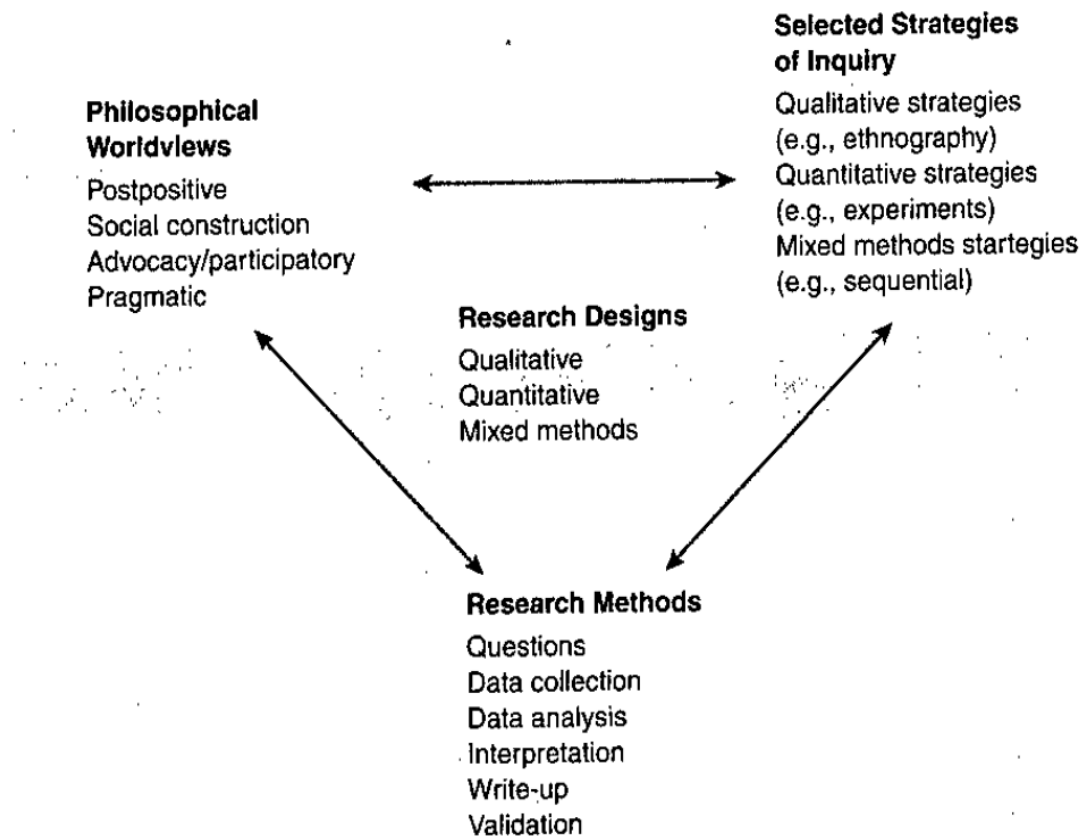 Philosophical
Worldviews
Postpositive
Social construction
Advocacy/participatory
Pragmatic
Selected Strategies
of Inquiry
Qualitative strategies
(e.g., ethnography)
Quantitative strategies
(e.g., experiments)
Mixed methods startegies
(e.g., sequential)
Research Designs
Qualitative
Quantitative
Mixed methods
Research Methods
Questions
Data collection
Data analysis
Interpretation
Write-up
Validation